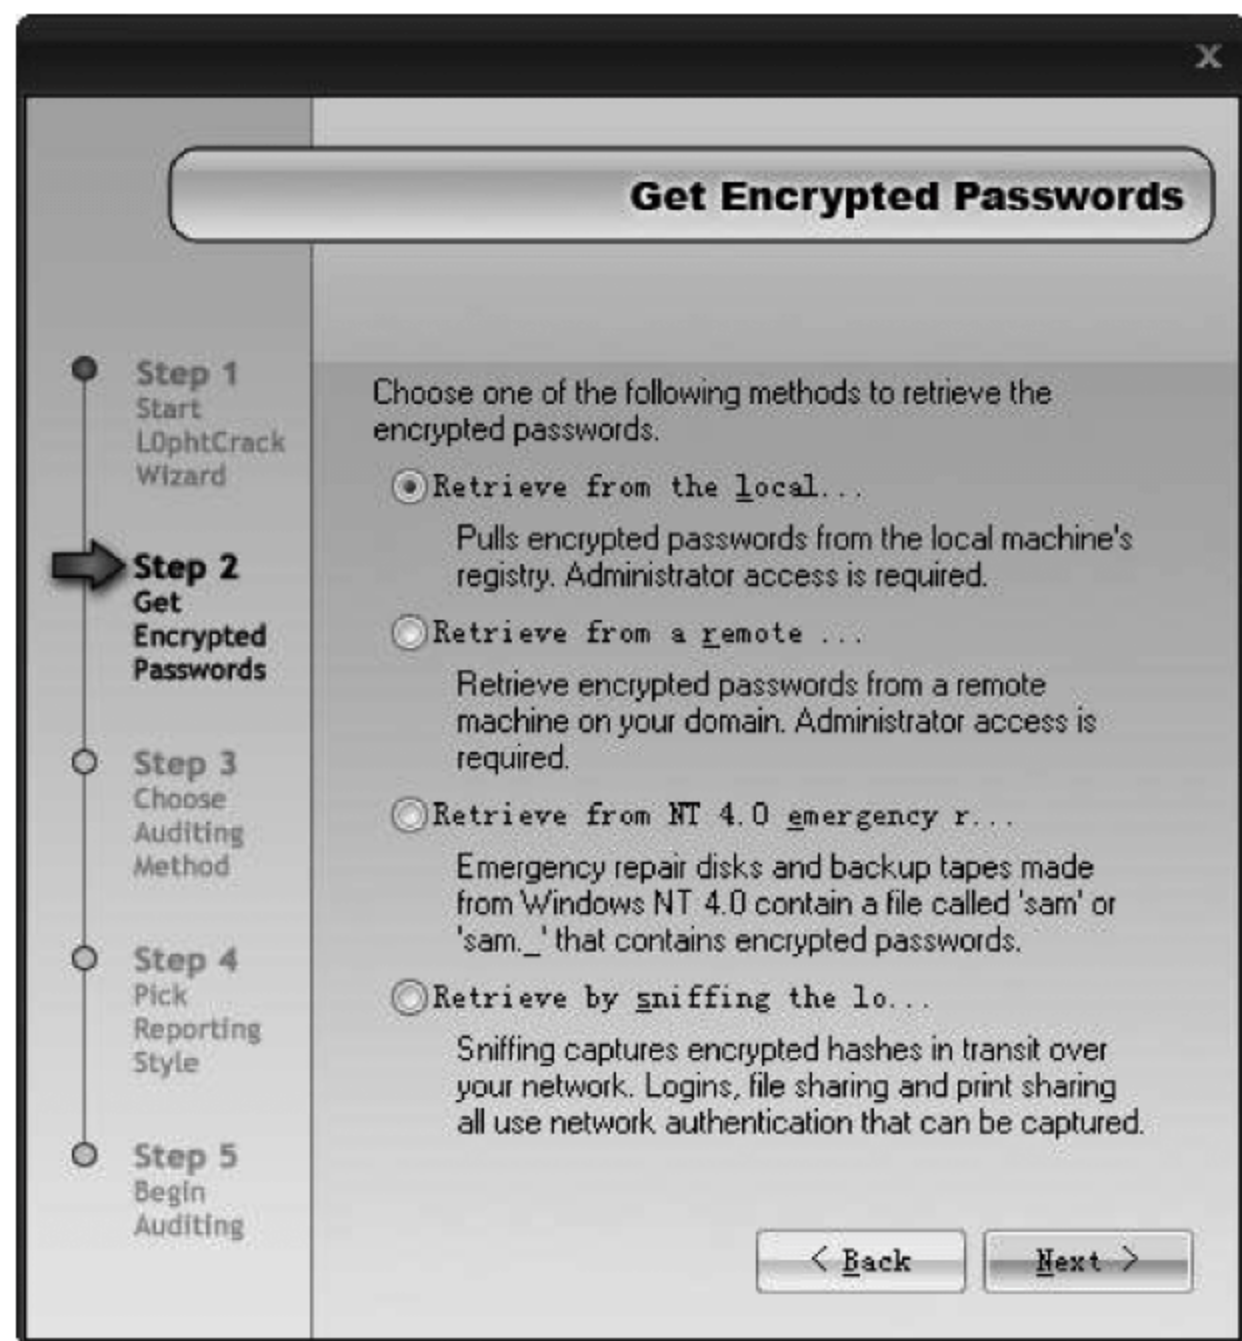 X
Get Encrypted Passwords
Step 1
Start
L0phtCrack
Wizard
Step 2
Get
Encrypted
Passwords
Step 3
Choose
Auditing
Method
Step 4
Pick
Reporting
Style
Step 5
Begin
Auditing
Choose one of the following methods to retrieve the
encrypted passwords.
Retrieve from the local...
Pulls encrypted passwords from the local machine's
registry. Administrator access is required.
Retrieve from a remote ...
Retrieve encrypted passwords from a remote
machine on your domain. Administrator access is
required.
Retrieve from NT 4.0 emergency r...
Emergency repair disks and backup tapes made
from Windows NT 4.0 contain a file called 'sam' or
'sam._' that contains encrypted passwords.
Retrieve by sniffing the lo...
Sniffing captures encrypted hashes in transit over
your network. Logins, file sharing and print sharing
all use network authentication that can be captured.
< Back
Next >